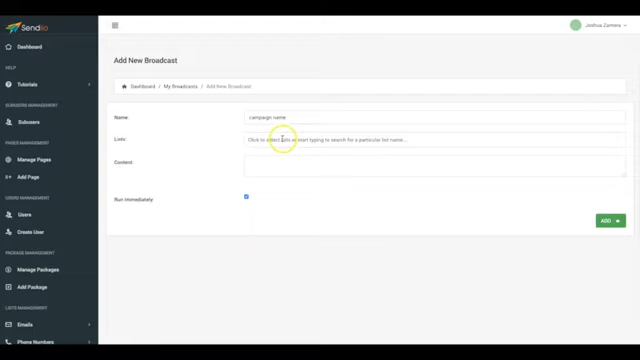 Sendiio
Joshua Zamora
Dashboard
HELP
Tutorials
SUBUSERS MANAGEMENT
Subusers
PAGES MANAGEMENT
Manage Pages
Add Page
USERS MANAGEMENT
Users
Create User
PACKAGE MANAGEMENT
Manage Packages
Add Package
LISTS MANAGEMENT
Emails
Phone Numbers
Add New Broadcast
Dashboard / My Broadcasts / Add New Broadcast
Name: campaign name
Lists: Click to select lists or start typing to search for a particular list name...
Content:
Run Immediately:
ADD